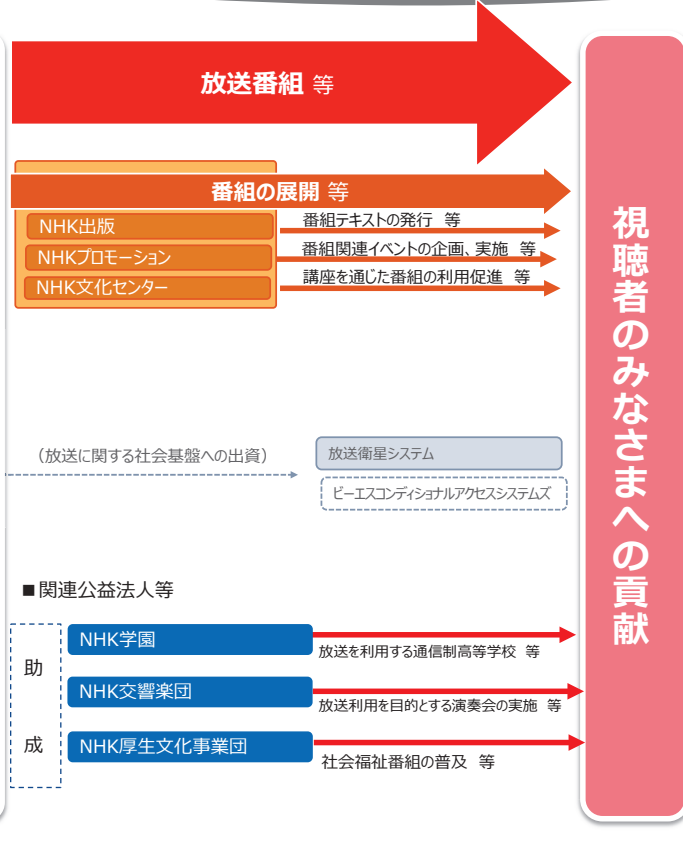 放送番組 等
番組の展開 等
NHK出版
番組テキストの発行 等
NHKプロモーション
番組関連イベントの企画、実施 等
NHK文化センター
講座を通じた番組の利用促進 等
(放送に関する社会基盤への出資)
放送衛星システム
ビーエスコンディショナルアクセスシステムズ
■関連公益法人等
助成
NHK学園
放送を利用する通信制高等学校 等
NHK交響楽団
放送利用を目的とする演奏会の実施 等
NHK厚生文化事業団
社会福祉番組の普及 等
視聴者のみなさまへの貢献